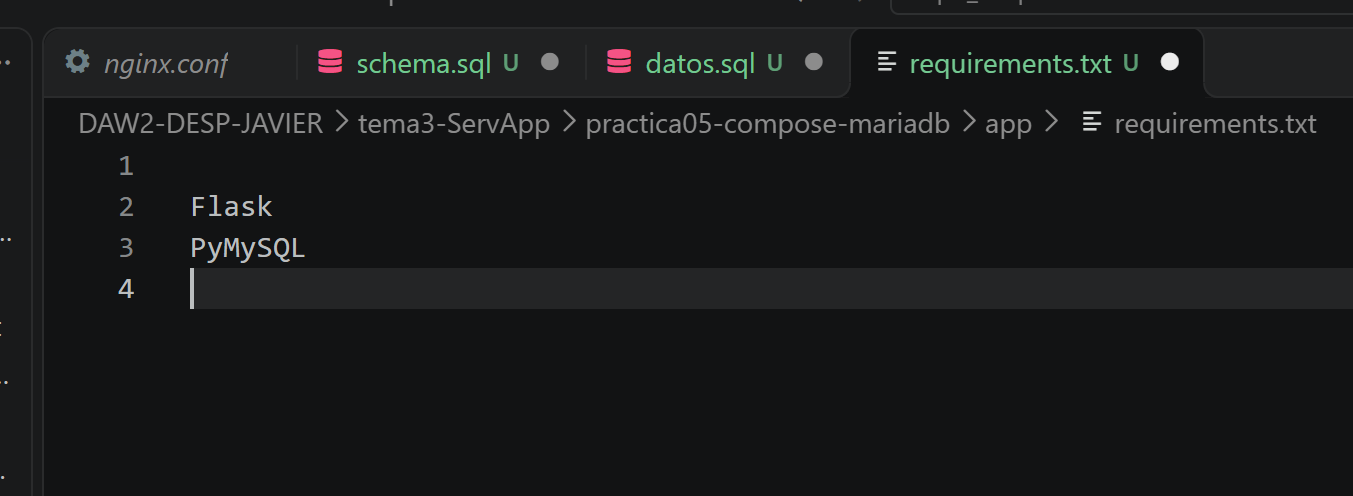 nginx.conf schema.sql U datos.sql U requirements.txt U
DAW2-DESP-JAVIER > tema3-ServApp > practica05-compose-mariadb > app > requirements.txt
1
2 Flask
3 PyMySQL
4